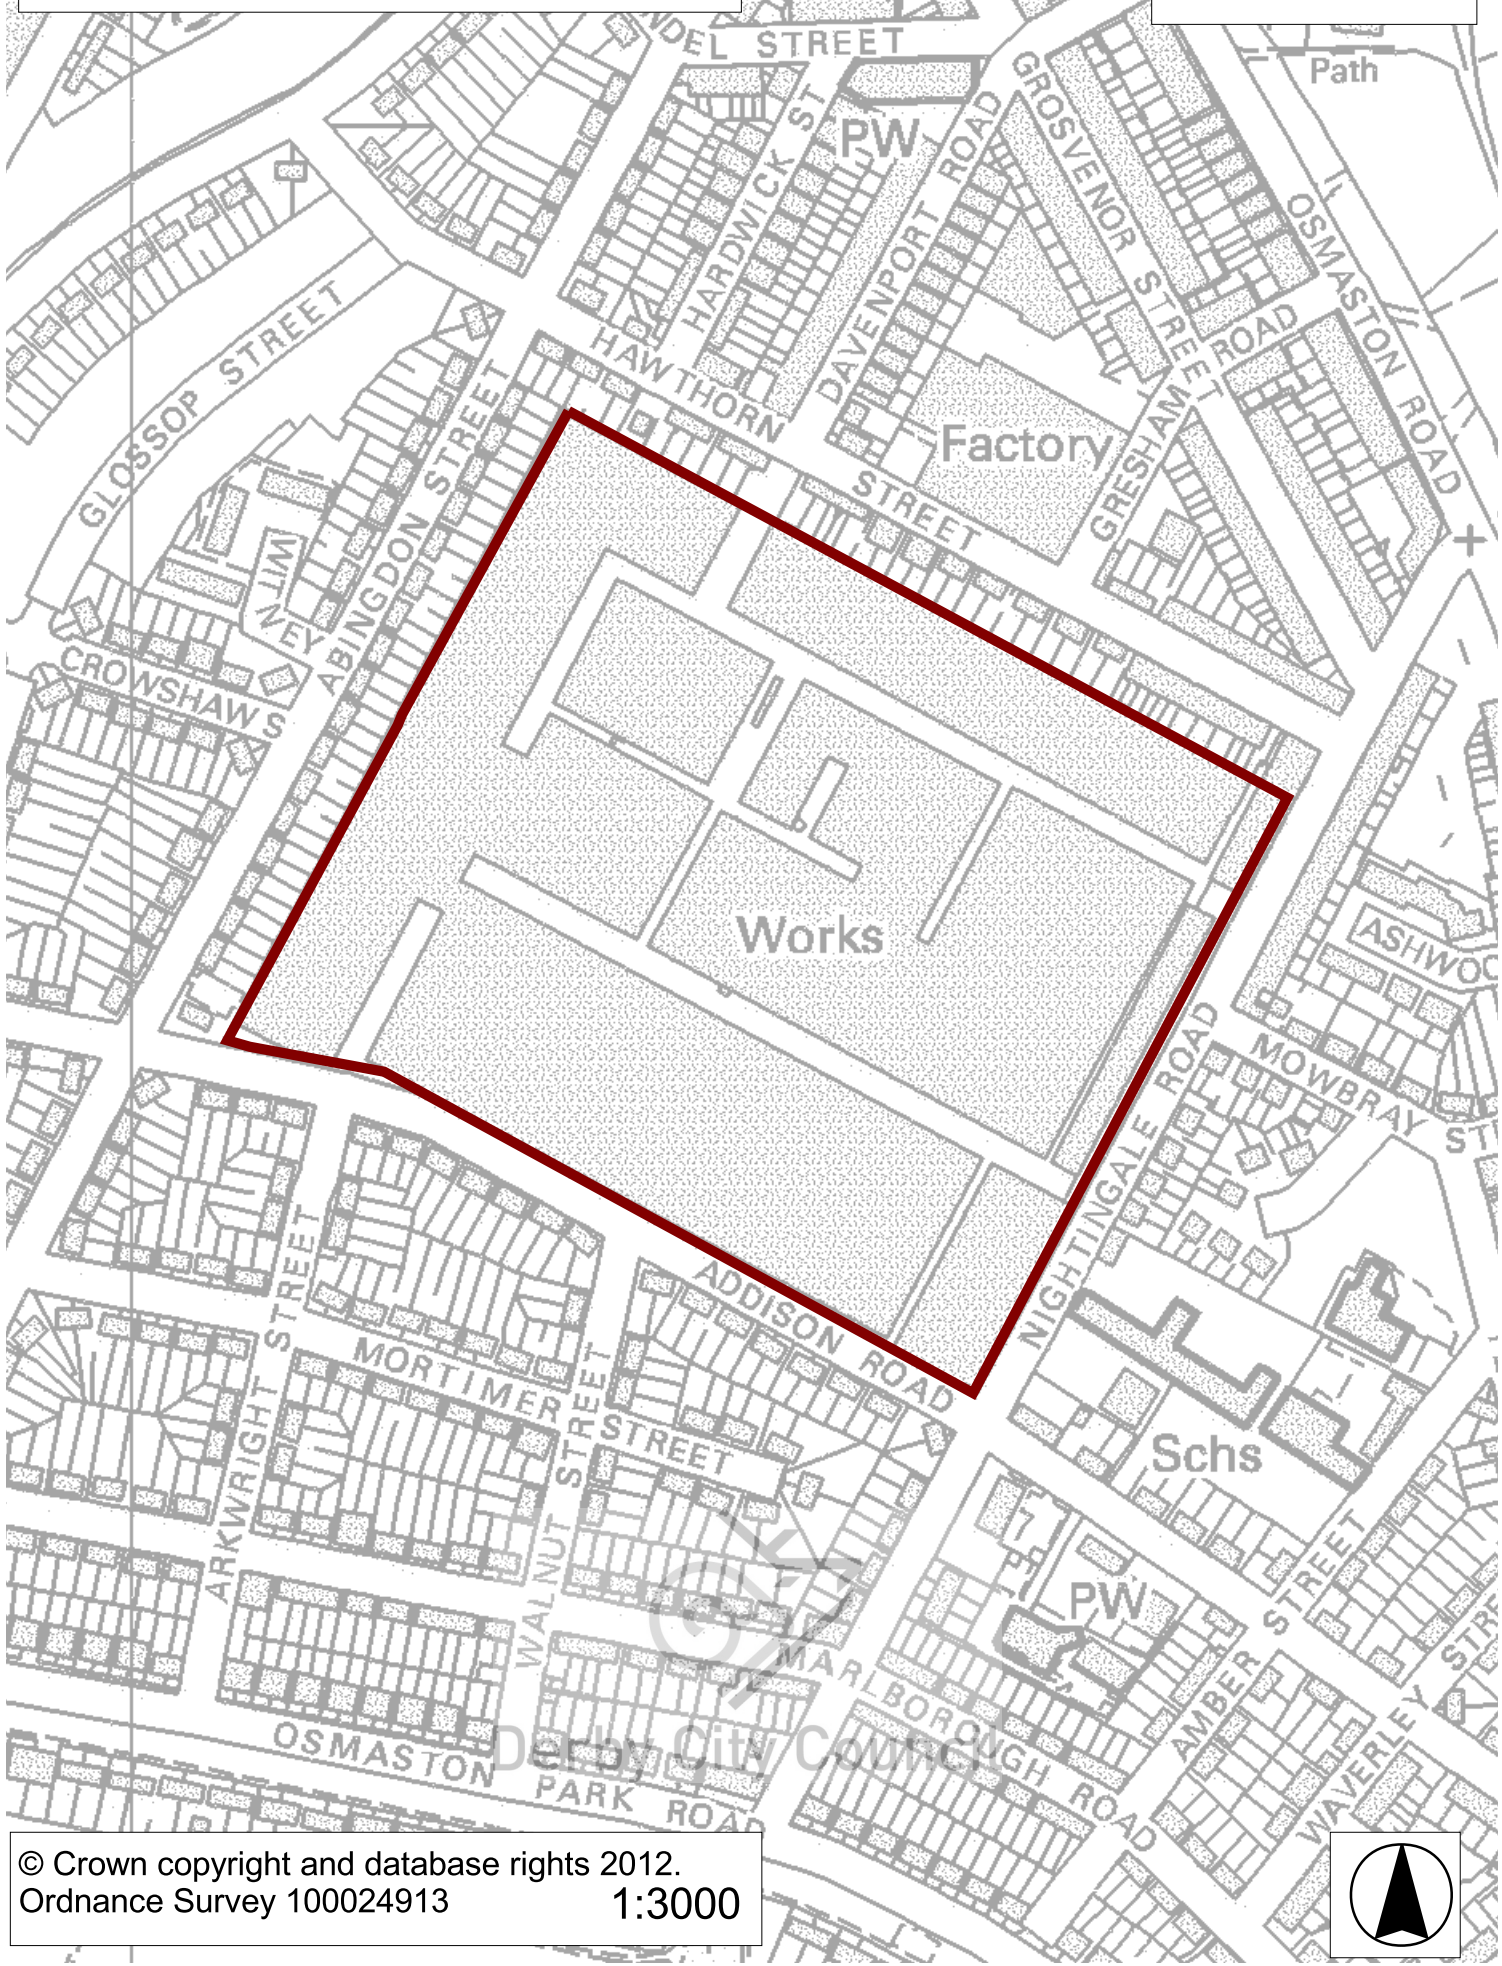 STREET
Path
HARDWICK ST
PW
DAVENPORT ROAD
GROSVENOR STREET
OSMASTON ROAD
GLOSSOP STREET
HAWTHORN STREET
ROAD
Factory
GRESHAM
ABINGDON STREET
WITNEY
CROWSHAW S
Works
ASHWOO
NIGHTINGALE ROAD
MOWBRAY ST
ADDISON ROAD
ARKWRIGHT STREET
MORTIMER STREET
WALNUT STREET
Schs
PW
AMBER STREET
MARLBOROUGH ROAD
WAVERLEY STRE
OSMASTON PARK ROAD
Derby City Council
© Crown copyright and database rights 2012.
Ordnance Survey 100024913
1:3000